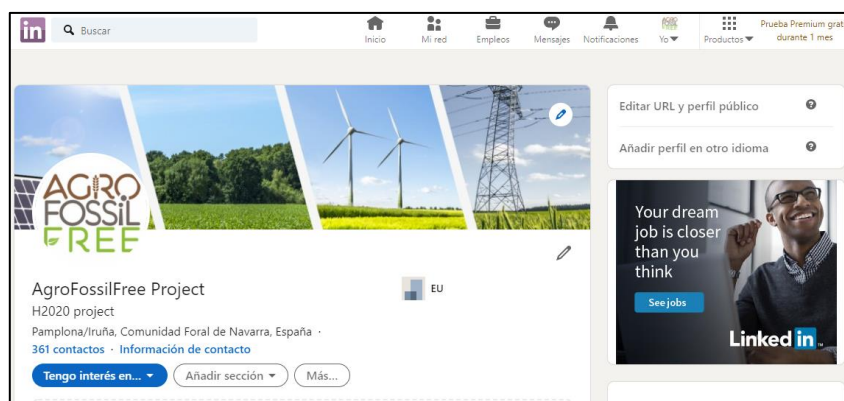 in
Buscar
Inicio
Mi red
Empleos
Mensajes
Notificaciones
Yo
Productos
Prueba Premium grat
durante 1 mes
AGRO
FOSSIL
FREE
AgroFossilFree Project
H2020 project
Pamplona/Iruña, Comunidad Foral de Navarra, España ·
361 contactos · Información de contacto
Tengo interés en...
Añadir sección
Más...
EU
Editar URL y perfil público
Añadir perfil en otro idioma
Your dream
job is closer
than you
think
See jobs
Linked in